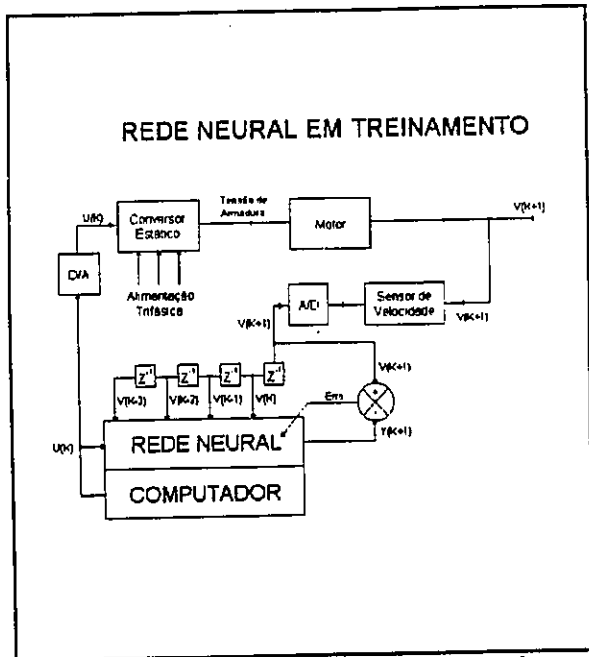 REDE NEURAL EM TREINAMENTO
Tensão de
Armadura
U(K)
Conversor
Estático
Motor
V(K+1)
D/A
Alimentação
Trifásica
A/D
Sensor de
Velocidade
V(K+1)
V(K+1)
Z⁻¹
Z⁻¹
Z⁻¹
Z⁻¹
V(K+1)
V(K-3)
V(K-2)
V(K-1)
V(K)
Erro
U(K)
REDE NEURAL
Y(K+1)
COMPUTADOR